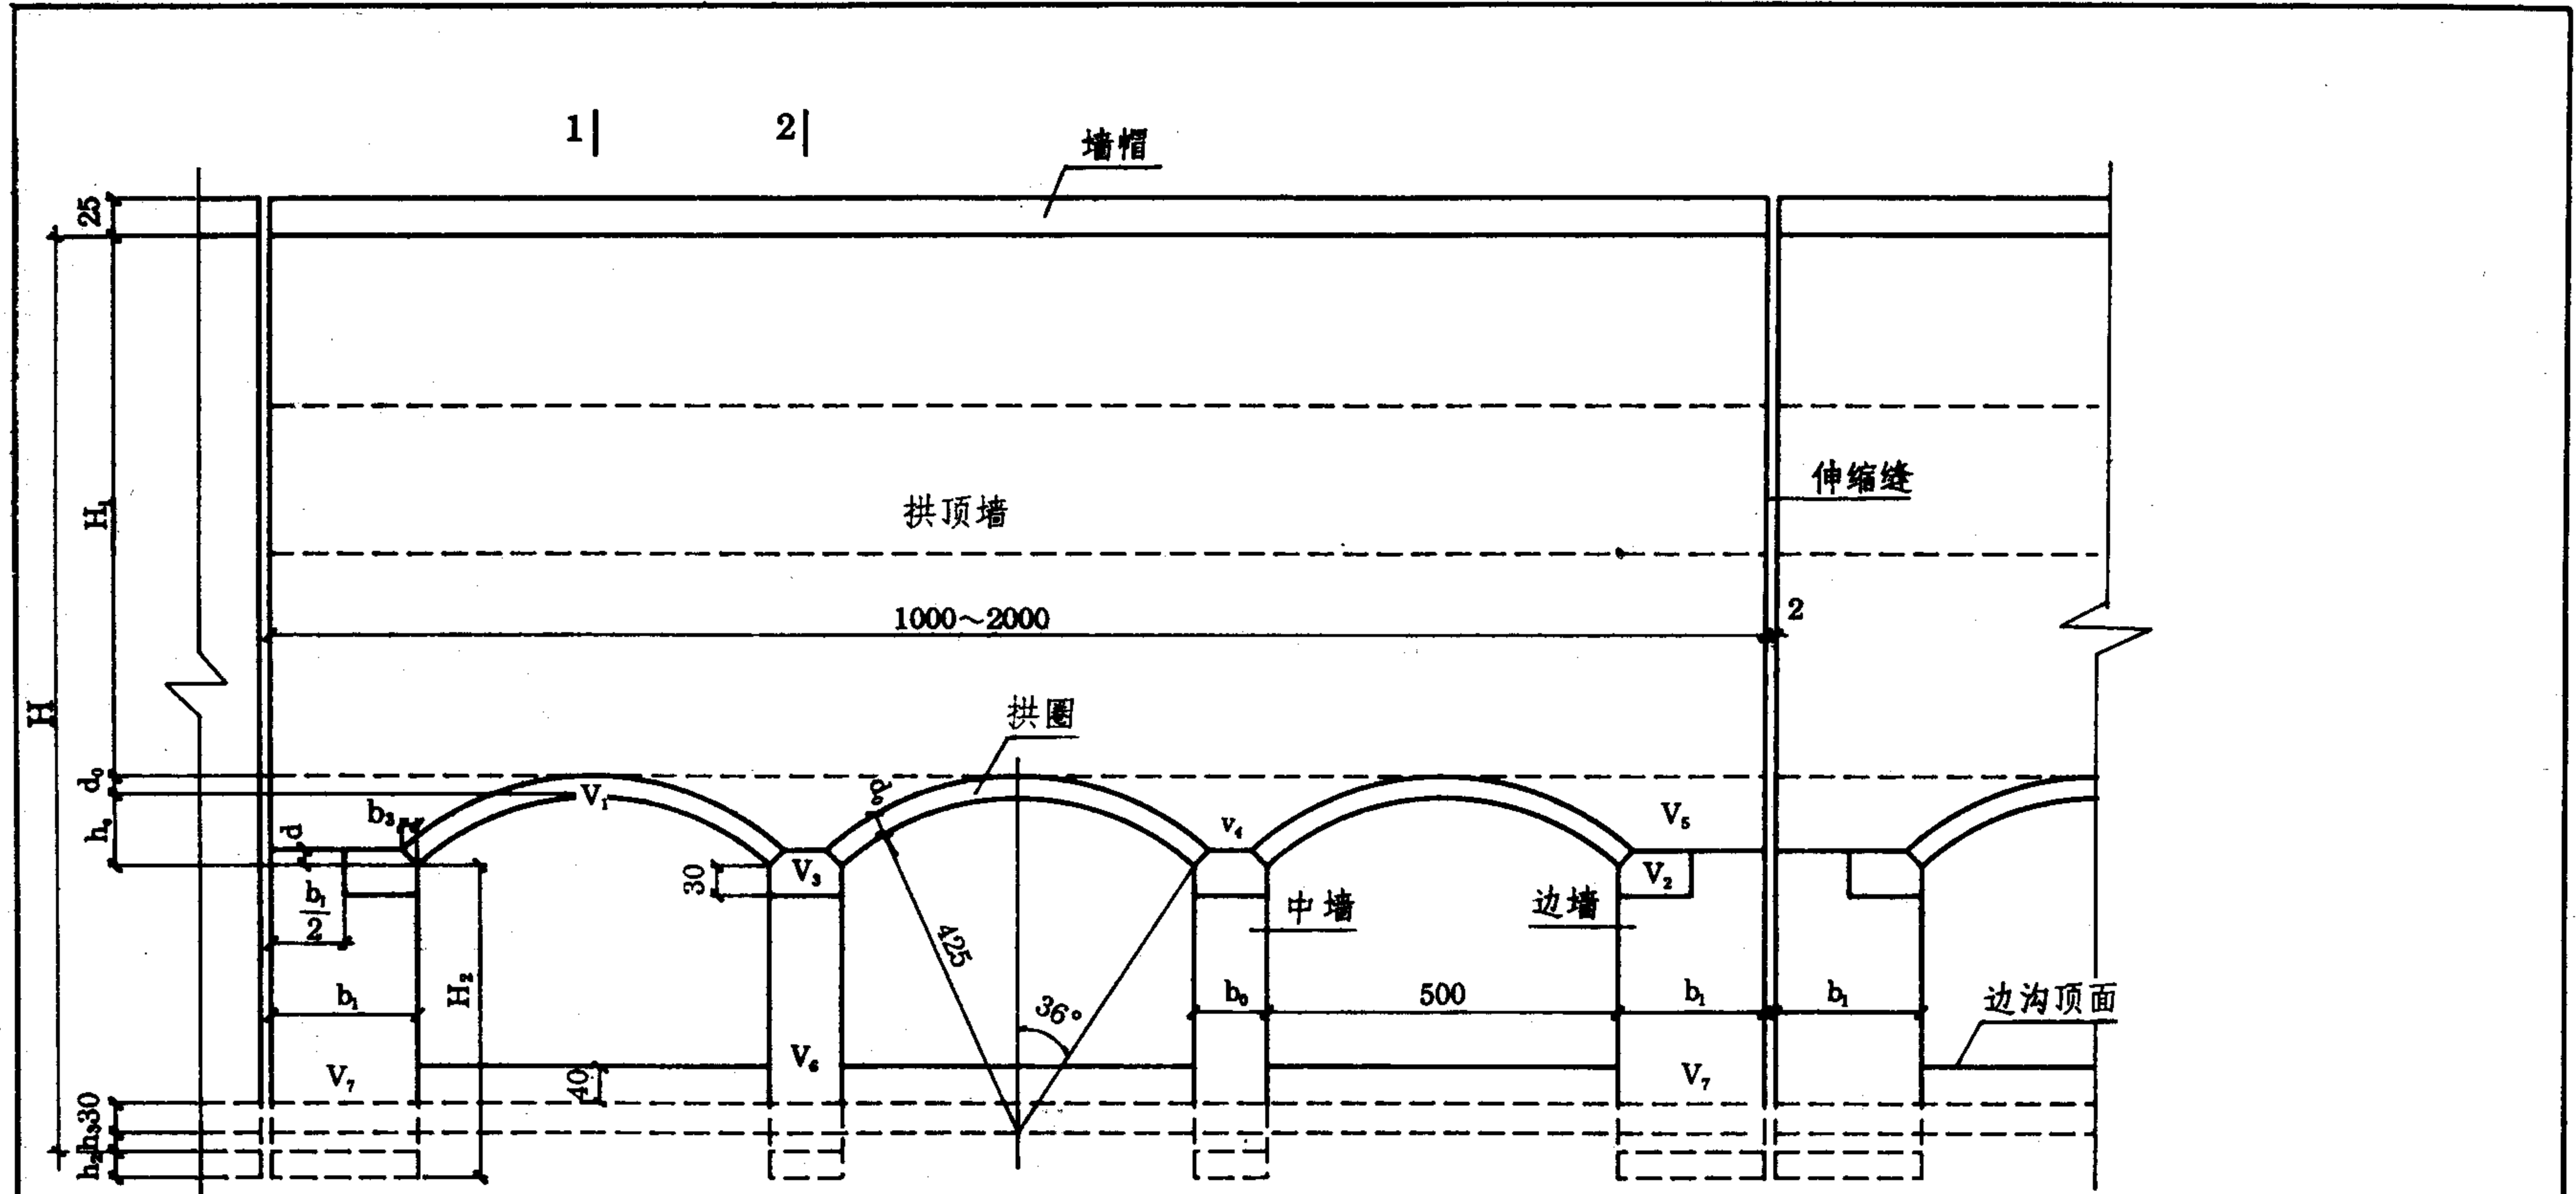 1
2
墙帽
25
H₁
拱顶墙
伸缩缝
1000～2000
2
H
拱圈
d₀
b₃
V₁
d₀
V₅
v₄
h₀
d
V₃
V₂
30
b₁/2
中墙
边墙
425
H₂
b₁
36°
b₀
500
b₁
b₁
边沟顶面
V₇
40
V₆
V₇
30
h₃
h₂